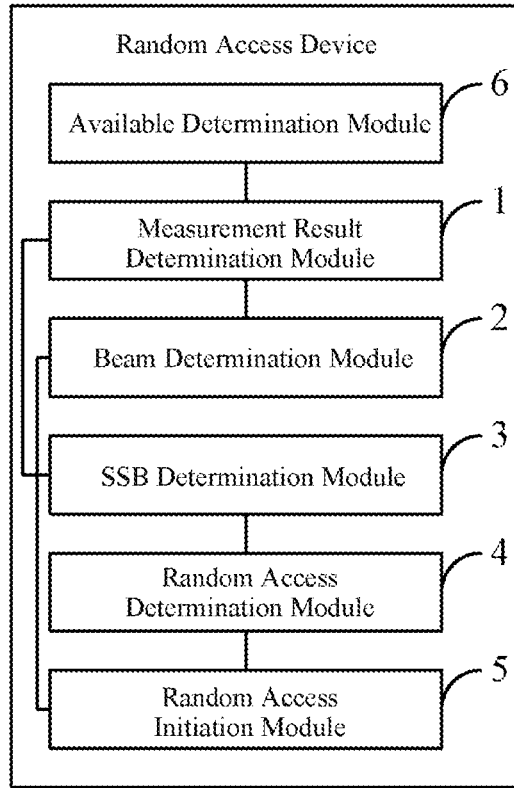 Random Access Device
6
Available Determination Module
1
Measurement Result
Determination Module
2
Beam Determination Module
3
SSB Determination Module
4
Random Access
Determination Module
5
Random Access
Initiation Module